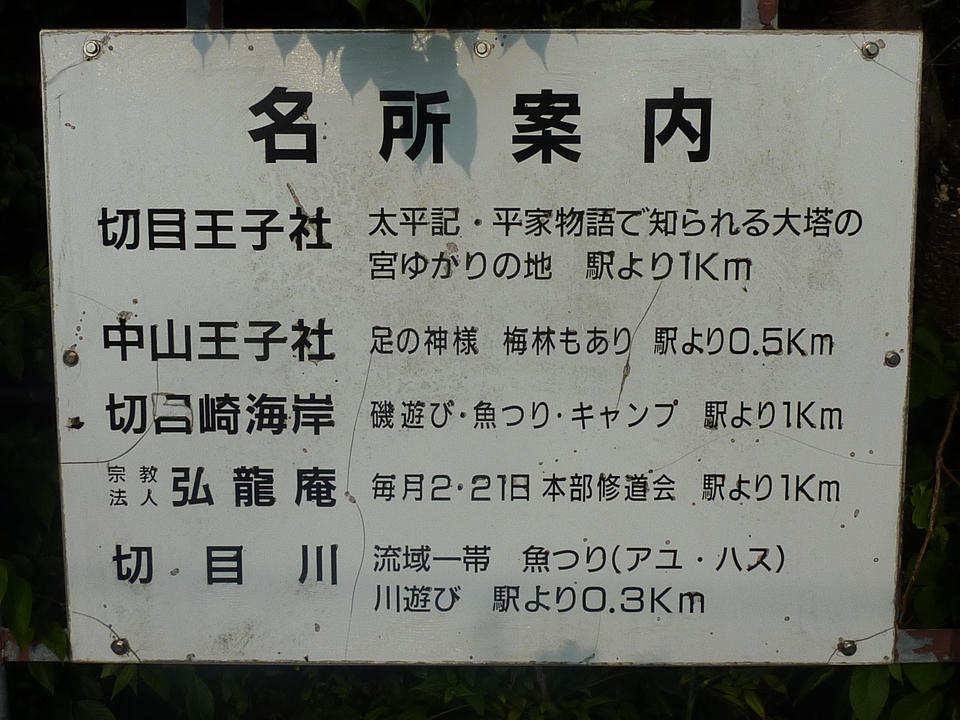 名所案内
切目王子社 太平記・平家物語で知られる大塔の
宮ゆかりの地 駅より1Km
中山王子社 足の神様 梅林もあり 駅より0.5Km
切目崎海岸 磯遊び・魚つり・キャンプ 駅より1Km
宗教法人 弘龍庵 毎月2・21日 本部修道会 駅より1Km
切目川 流域一帯 魚つり(アユ・ハス)
川遊び 駅より0.3Km